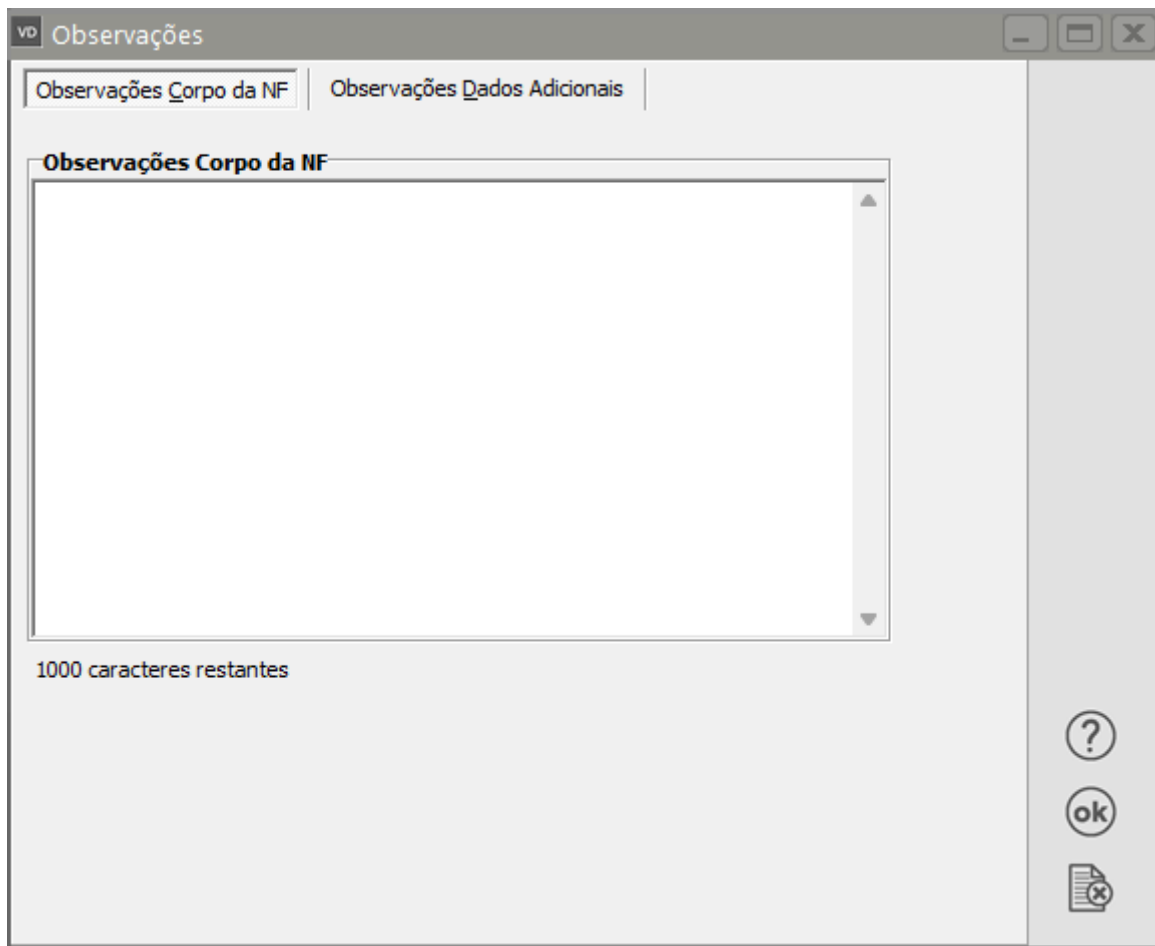 VD Observações
Observações Corpo da NF
Observações Dados Adicionais
Observações Corpo da NF
1000 caracteres restantes
?
ok